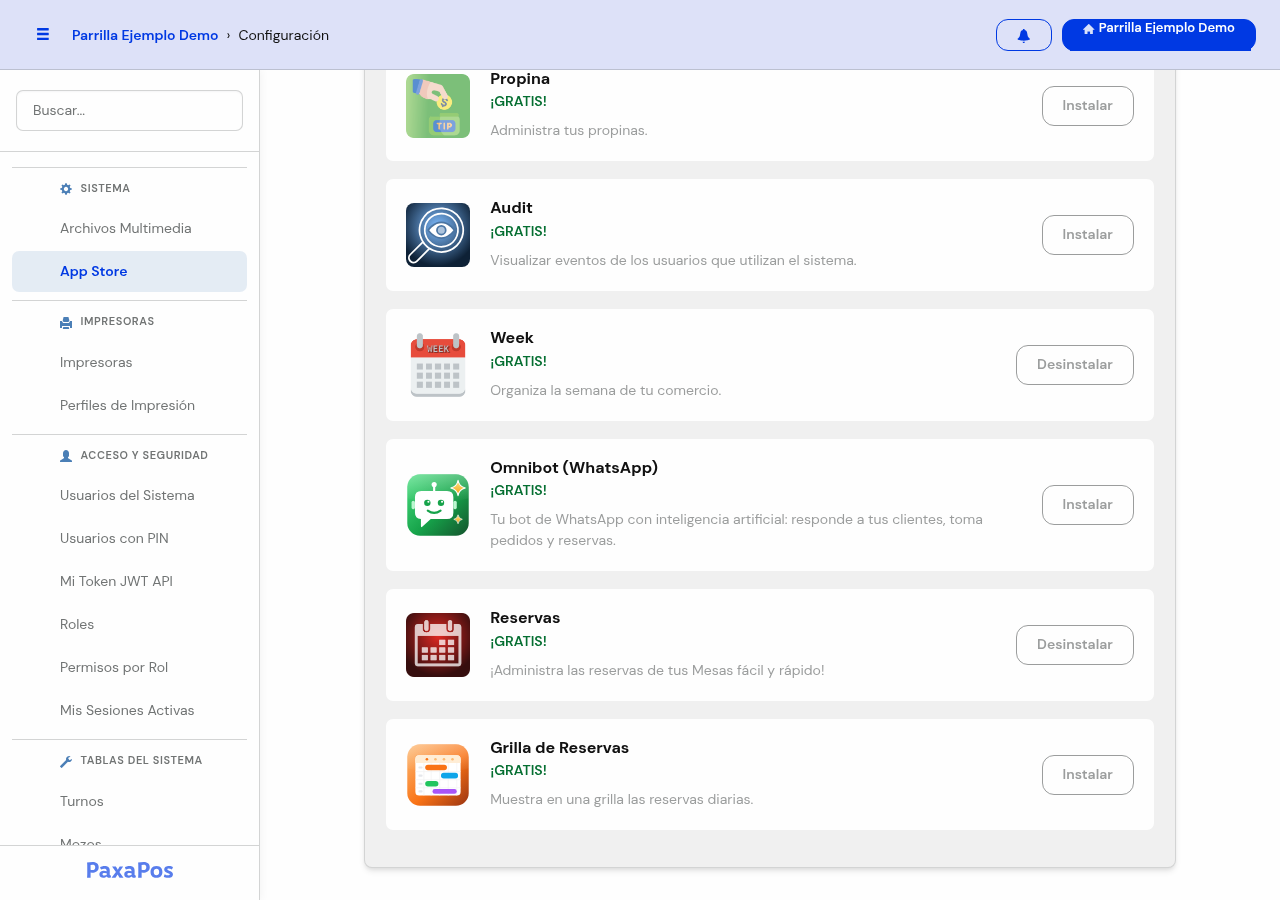 Parrilla Ejemplo Demo › Configuración
Parrilla Ejemplo Demo
Buscar...
SISTEMA
Archivos Multimedia
App Store
IMPRESORAS
Impresoras
Perfiles de Impresión
ACCESO Y SEGURIDAD
Usuarios del Sistema
Usuarios con PIN
Mi Token JWT API
Roles
Permisos por Rol
Mis Sesiones Activas
TABLAS DEL SISTEMA
Turnos
Mozos
PaxaPos
TIP
Propina
¡GRATIS!
Administra tus propinas.
Instalar
Audit
¡GRATIS!
Visualizar eventos de los usuarios que utilizan el sistema.
Instalar
WEEK
Week
¡GRATIS!
Organiza la semana de tu comercio.
Desinstalar
Omnibot (WhatsApp)
¡GRATIS!
Tu bot de WhatsApp con inteligencia artificial: responde a tus clientes, toma
pedidos y reservas.
Instalar
Reservas
¡GRATIS!
¡Administra las reservas de tus Mesas fácil y rápido!
Desinstalar
Grilla de Reservas
¡GRATIS!
Muestra en una grilla las reservas diarias.
Instalar